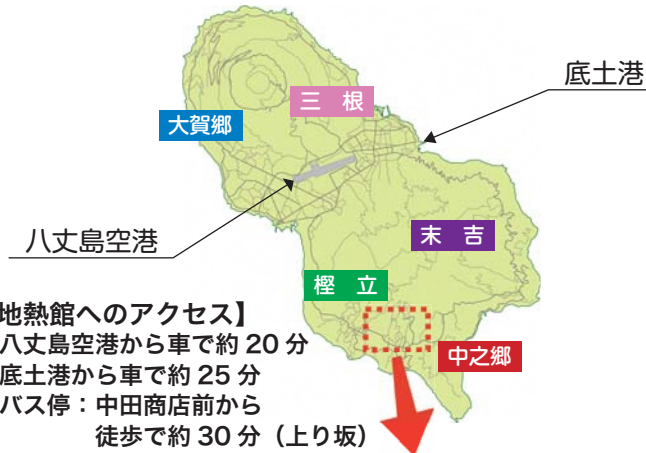 底土港
三 根
大賀郷
八丈島空港
末 吉
樫 立
中之郷
地熱館へのアクセス】
八丈島空港から車で約 20 分
底土港から車で約 25 分
バス停:中田商店前から
徒歩で約 30 分(上り坂)